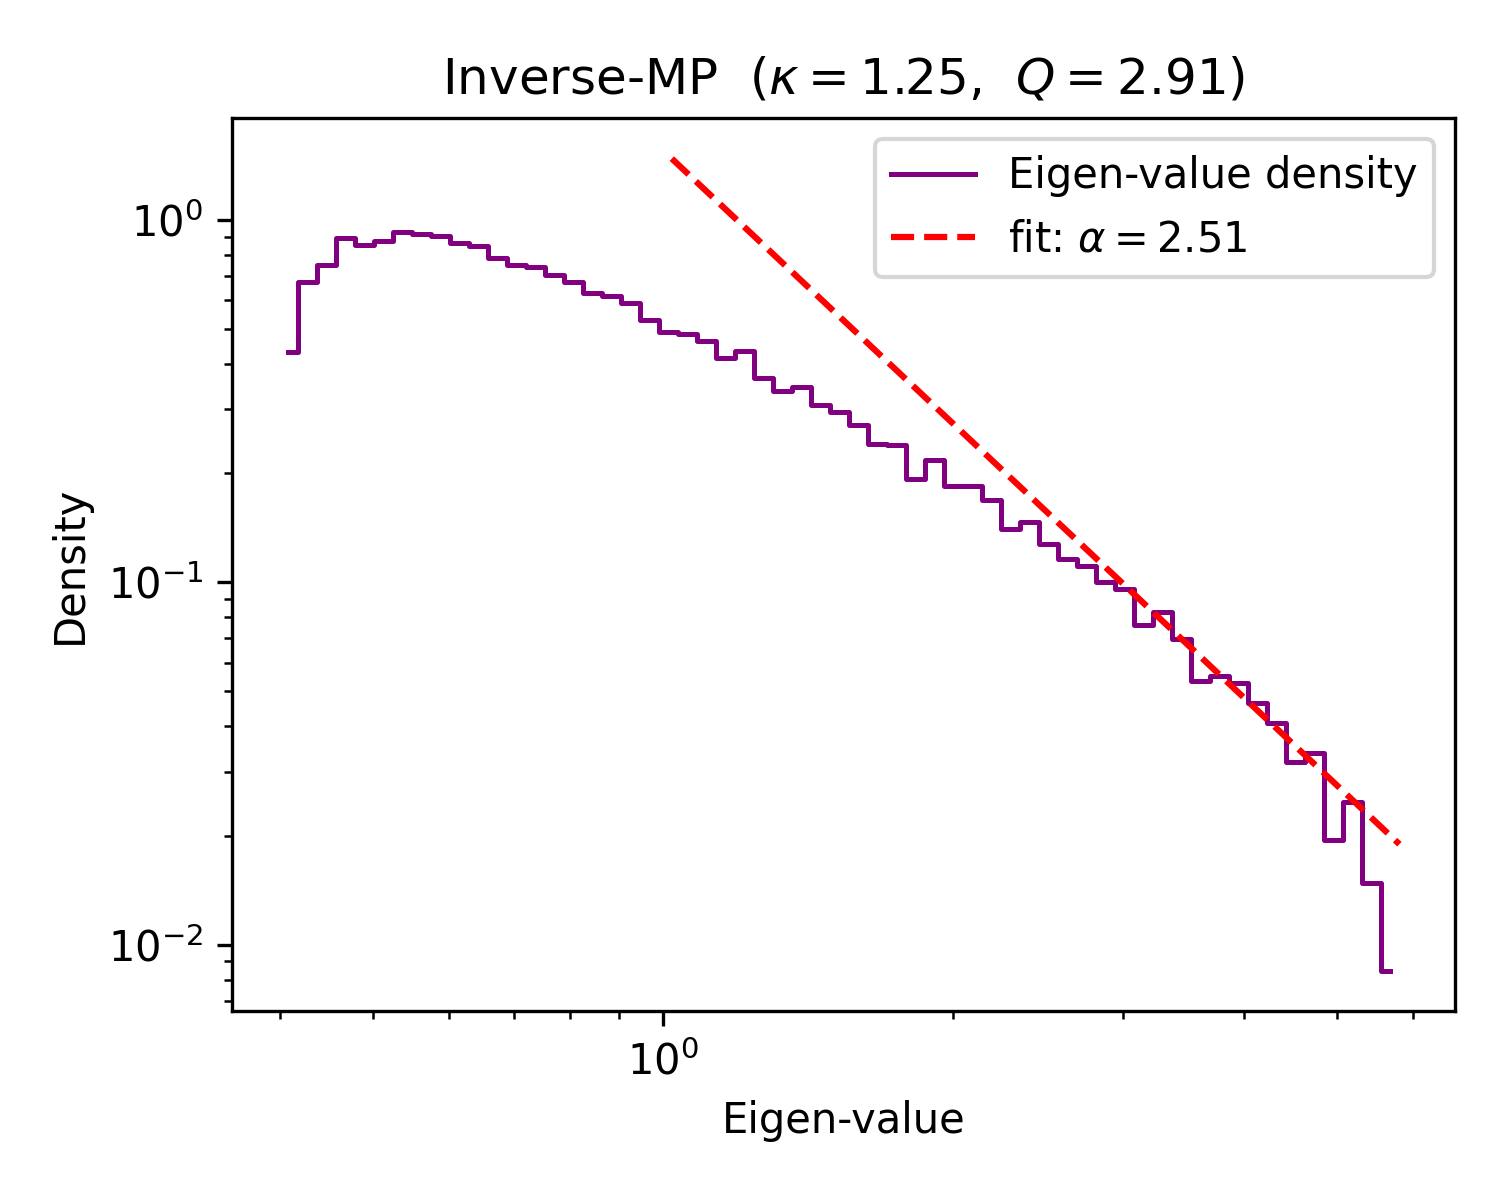 Inverse-MP (κ = 1.25, Q = 2.91)
Eigen-value density
fit: α = 2.51
10⁰
10⁻¹
10⁻²
Density
10⁰
Eigen-value